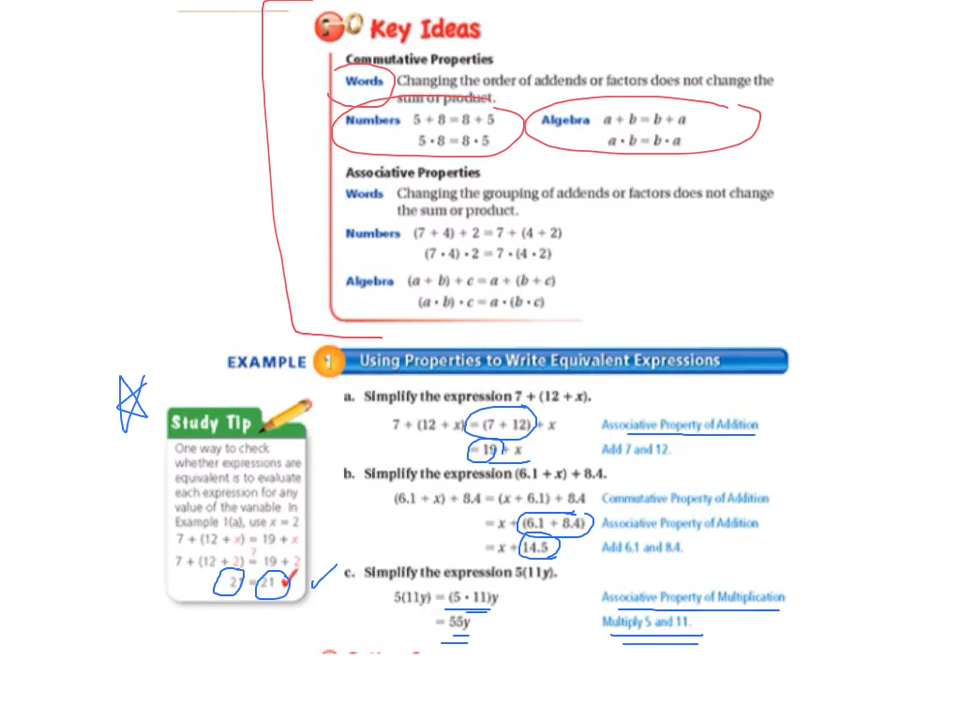 Key Ideas
Commutative Properties
Words Changing the order of addends or factors does not change the
sum or product.
Numbers 5 + 8 = 8 + 5 Algebra a + b = b + a
5 · 8 = 8 · 5 a · b = b · a
Associative Properties
Words Changing the grouping of addends or factors does not change
the sum or product.
Numbers (7 + 4) + 2 = 7 + (4 + 2)
(7 · 4) · 2 = 7 · (4 · 2)
Algebra (a + b) + c = a + (b + c)
(a · b) · c = a · (b · c)
EXAMPLE 1 Using Properties to Write Equivalent Expressions
a. Simplify the expression 7 + (12 + x).
7 + (12 + x) = (7 + 12) + x Associative Property of Addition
= 19 + x Add 7 and 12.
b. Simplify the expression (6.1 + x) + 8.4.
(6.1 + x) + 8.4 = (x + 6.1) + 8.4 Commutative Property of Addition
= x + (6.1 + 8.4) Associative Property of Addition
= x + 14.5 Add 6.1 and 8.4.
c. Simplify the expression 5(11y).
5(11y) = (5 · 11)y Associative Property of Multiplication
= 55y Multiply 5 and 11.
Study Tip
One way to check
whether expressions are
equivalent is to evaluate
each expression for any
value of the variable. In
Example 1(a), use x = 2
7 + (12 + x) = 19 + x
7 + (12 + 2) ?= 19 + 2
21 = 21 ✓